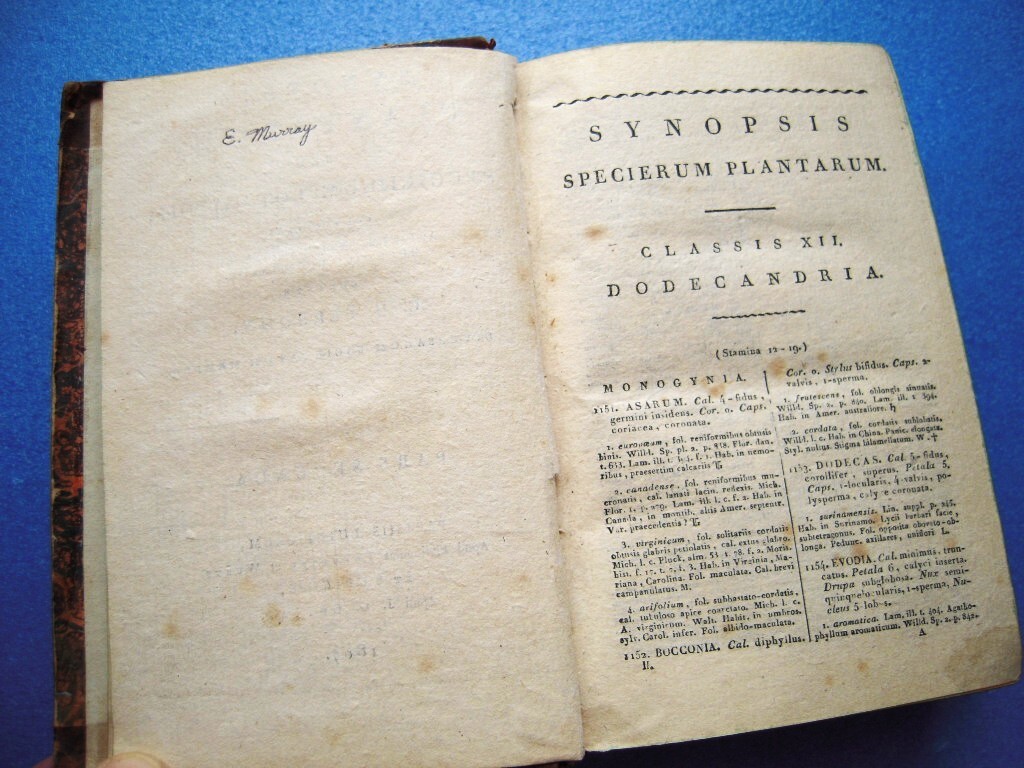 E. Murray
SYNOPSIS
SPECIERUM PLANTARUM.
CLASSIS XII.
DODECANDRIA.
(Stamina 12-19.)
MONOGYNIA.
1151. ASARUM. Cal. 4-fidus,
germini insidens. Cor. 0. Caps.
coriacea, coronata.
1. europæum, fol. reniformibus obtusis
binis. Willd. Sp. pl. 2. p. 838. Flor. dan.
t. 633. Lam. ill. t. 394. f. 1. Hab. in nemo-
ribus, praesertim calcariis
2. canadense, fol. reniformibus mu-
cronatis, cal. lanati lacin. reflexis. Mich.
Flor. 1. p. 279. Lam. ill. l. c. f. 2. Hab. in
Canada, in montib. altis Amer. septentr.
Var. praecedentis?
3. virginicum, fol. solitariis cordatis
obtusis glabris petiolatis, cal. extus glabro.
Mich. l. c. Pluck. alm. 53. t. 78. f. 2. Moris.
hist. f. 13. t. 7. f. 3. Hab. in Virginia, Ma-
riana, Carolina. Fol. maculata. Cal. brevi
campanulatus. M.
4. arifolium, fol. subhastato-cordatis,
cal. tubuloso apice coarctato. Mich. l. c.
A. virginicum. Walt. Habit. in umbros.
sylv. Carol. infer. Fol. albido-maculata.
1152. BOCCONIA. Cal. diphyllus.
II.
Cor. 0. Stylus bifidus. Caps. 2-
valvis, 1-sperma.
1. frutescens, fol. oblongis sinuatis.
Willd. Sp. 2. p. 840. Lam. ill. t. 394.
Hab. in Amer. australiore. ♄
2. cordata, fol. cordatis sublobatis.
Willd. l. c. Hab. in China. Panic. elongata.
Styl. nullus. Stigma bilamellatum. W. †
1153. DODECAS. Cal. 5-fidus,
corollifer, superus. Petala 5.
Caps. 1-locularis, 4-valvis, po-
lysperma, calyce coronata.
1. surinamensis. Lin. suppl. p. 245.
Hab. in Surinamo. Lycii barbari facie,
subtetragonus. Fol. opposita obovato-ob-
longa. Pedunc. axillares, uniflori. L.
1154. EVODIA. Cal. minimus, trun-
catus. Petala 6, calyci inserta.
Drupa subglobosa. Nux semi-
quinquelocularis, 1-sperma, Nu-
cleus 5-lobus.
1. aromatica. Lam. ill. t. 404. Agatho-
phyllum aromaticum. Willd. Sp. 2. p. 842.
A